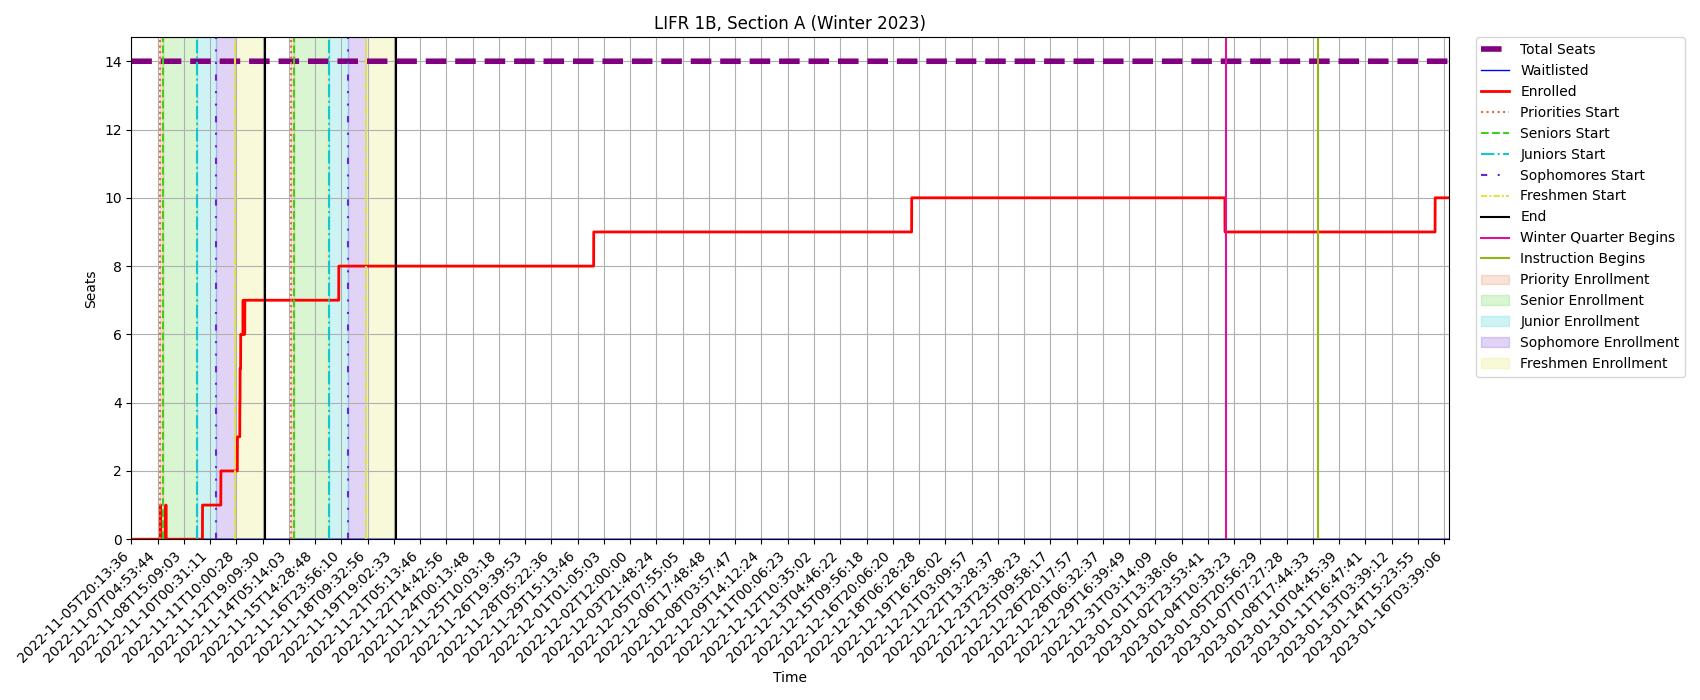 LIFR 1B, Section A (Winter 2023)
Seats
14
12
10
8
6
4
2
0
2022-11-05T20:13:36
2022-11-07T04:53:44
2022-11-08T15:09:03
2022-11-10T00:31:11
2022-11-11T10:00:28
2022-11-12T19:09:30
2022-11-14T05:14:03
2022-11-15T14:28:48
2022-11-16T23:56:10
2022-11-18T09:32:56
2022-11-19T19:02:33
2022-11-21T05:13:46
2022-11-22T14:42:56
2022-11-24T00:13:48
2022-11-25T10:03:18
2022-11-26T19:39:53
2022-11-28T05:22:36
2022-11-29T15:13:46
2022-12-01T01:05:03
2022-12-02T12:00:00
2022-12-03T21:48:24
2022-12-05T07:55:05
2022-12-06T17:48:48
2022-12-08T03:57:47
2022-12-09T14:12:24
2022-12-11T00:06:23
2022-12-12T10:35:02
2022-12-13T04:46:22
2022-12-15T09:56:18
2022-12-16T20:06:20
2022-12-18T06:28:28
2022-12-19T16:26:02
2022-12-21T03:09:57
2022-12-22T13:28:37
2022-12-23T23:38:23
2022-12-25T09:58:17
2022-12-26T20:17:57
2022-12-28T06:32:37
2022-12-29T16:39:49
2022-12-31T03:14:09
2023-01-01T13:38:06
2023-01-02T23:53:41
2023-01-04T10:33:23
2023-01-05T20:56:29
2023-01-07T07:27:28
2023-01-08T17:44:33
2023-01-10T04:45:39
2023-01-11T16:47:41
2023-01-13T03:39:12
2023-01-14T15:23:55
2023-01-16T03:39:06
Time
Total Seats
Waitlisted
Enrolled
Priorities Start
Seniors Start
Juniors Start
Sophomores Start
Freshmen Start
End
Winter Quarter Begins
Instruction Begins
Priority Enrollment
Senior Enrollment
Junior Enrollment
Sophomore Enrollment
Freshmen Enrollment